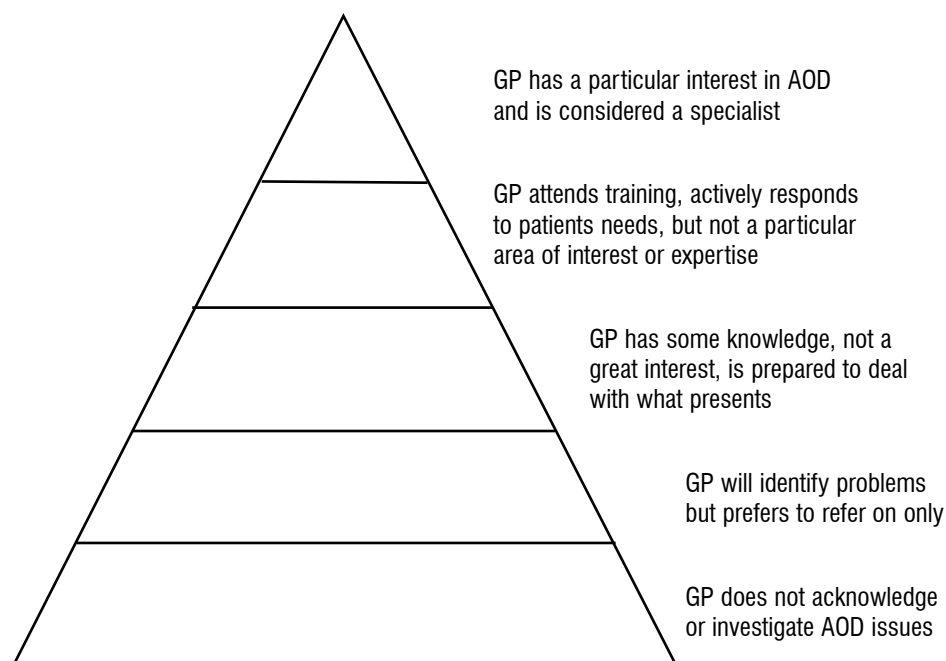 GP has a particular interest in AOD
and is considered a specialist
GP attends training, actively responds
to patients needs, but not a particular
area of interest or expertise
GP has some knowledge, not a
great interest, is prepared to deal
with what presents
GP will identify problems
but prefers to refer on only
GP does not acknowledge
or investigate AOD issues